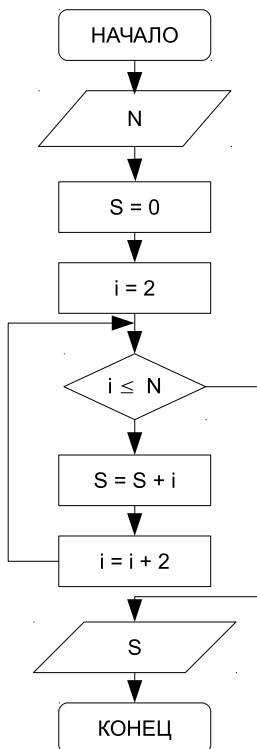 НАЧАЛО
N
S = 0
i = 2
i ≤ N
S = S + i
i = i + 2
S
КОНЕЦ